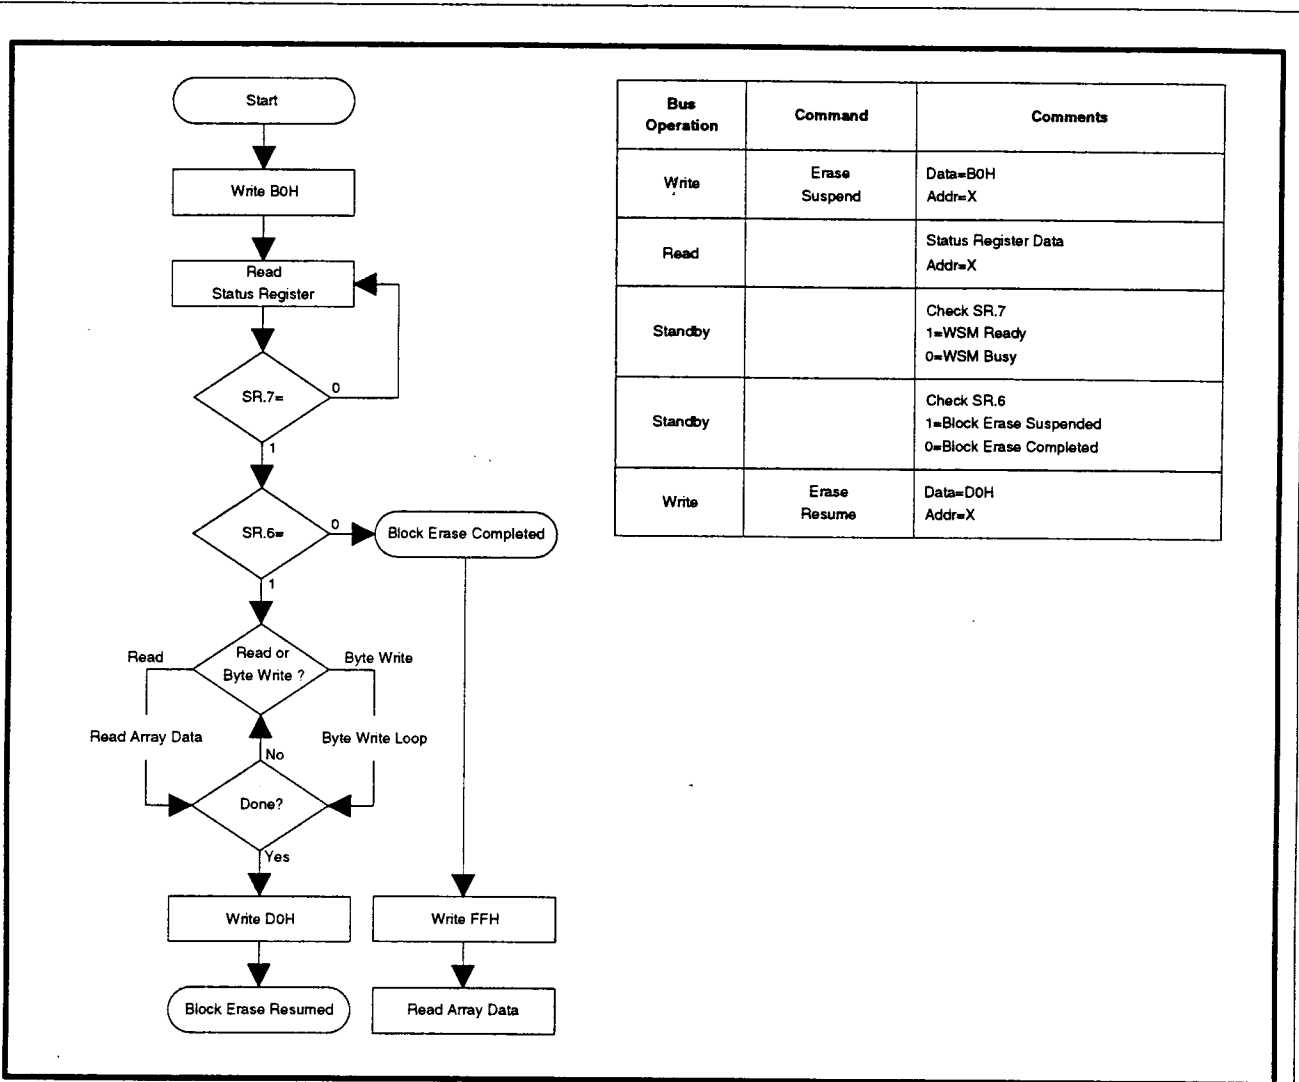 Start
Write B0H
Read
Status Register
SR.7=
0
1
SR.6=
0
Block Erase Completed
1
Read or
Byte Write ?
Read
Byte Write
Read Array Data
Byte Write Loop
No
Done?
Yes
Write D0H
Write FFH
Block Erase Resumed
Read Array Data
Bus
Operation
Command
Comments
Write
Erase
Suspend
Data=B0H
Addr=X
Read
Status Register Data
Addr=X
Standby
Check SR.7
1=WSM Ready
0=WSM Busy
Standby
Check SR.6
1=Block Erase Suspended
0=Block Erase Completed
Write
Erase
Resume
Data=D0H
Addr=X